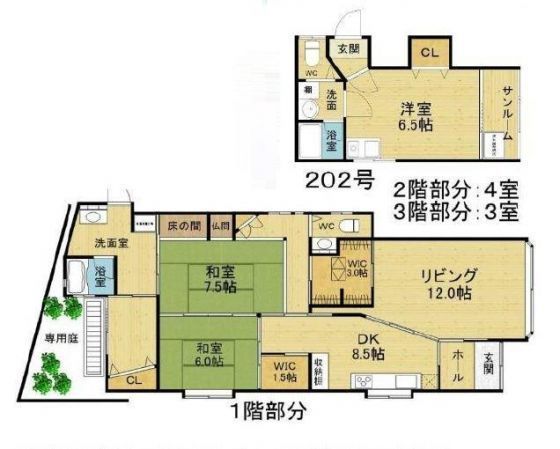 玄関
CL
WC
棚
洗面
浴室
洋室
6.5帖
サンルーム
202号
2階部分:4室
3階部分:3室
洗面室
浴室
床の間
仏間
WC
和室
7.5帖
WIC
3.0帖
リビング
12.0帖
専用庭
和室
6.0帖
DK
8.5帖
WIC
1.5帖
収納棚
ホール
玄関
CL
1階部分